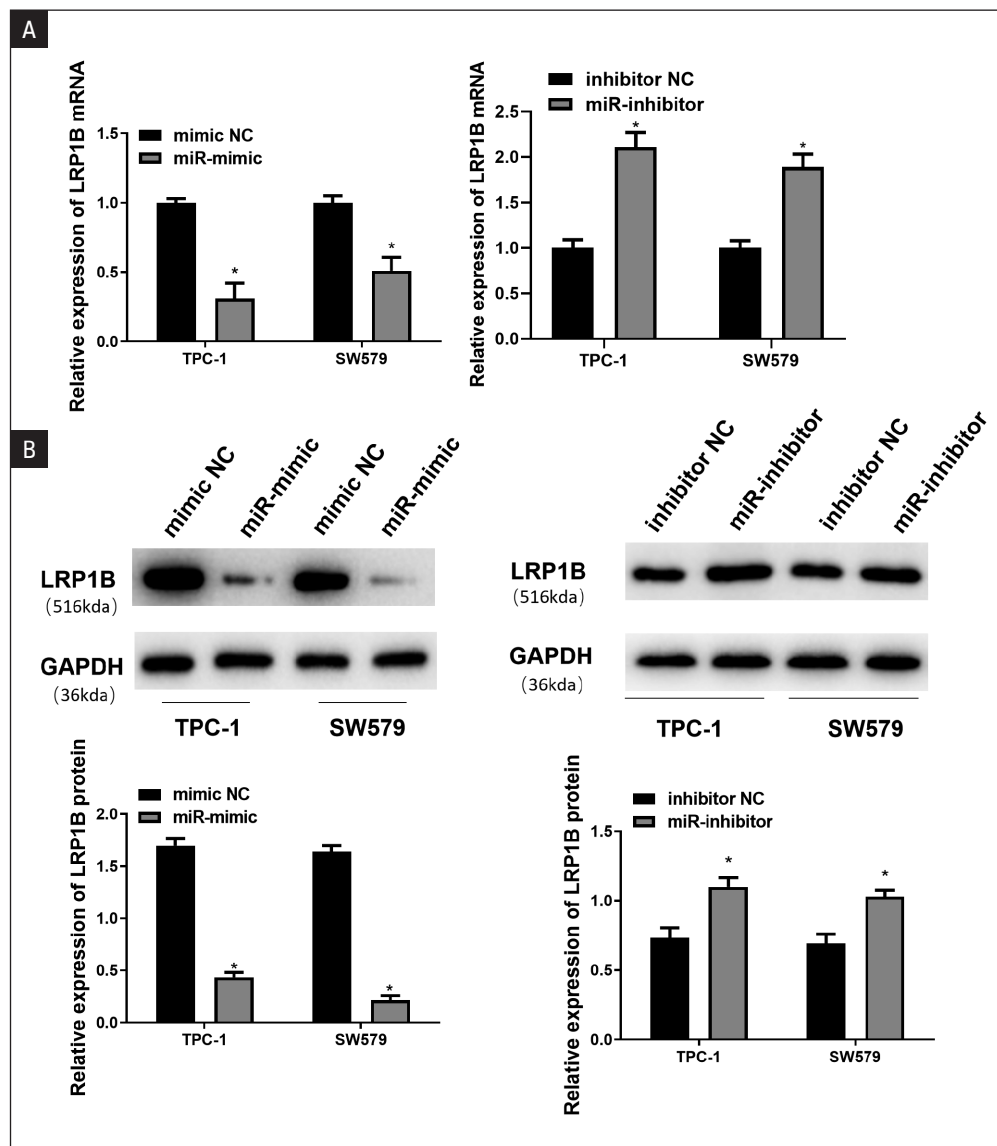 A
Relative expression of LRP1B mRNA
mimic NC
miR-mimic
1.5
1.0
0.5
0.0
*
*
TPC-1
SW579
Relative expression of LRP1B mRNA
inhibitor NC
miR-inhibitor
2.5
2.0
1.5
1.0
0.5
0.0
*
*
TPC-1
SW579
B
mimic NC
miR-mimic
mimic NC
miR-mimic
LRP1B
(516kda)
GAPDH
(36kda)
TPC-1
SW579
inhibitor NC
miR-inhibitor
inhibitor NC
miR-inhibitor
LRP1B
(516kda)
GAPDH
(36kda)
TPC-1
SW579
Relative expression of LRP1B protein
mimic NC
miR-mimic
2.0
1.5
1.0
0.5
0.0
*
*
TPC-1
SW579
Relative expression of LRP1B protein
inhibitor NC
miR-inhibitor
1.5
1.0
0.5
0.0
*
*
TPC-1
SW579